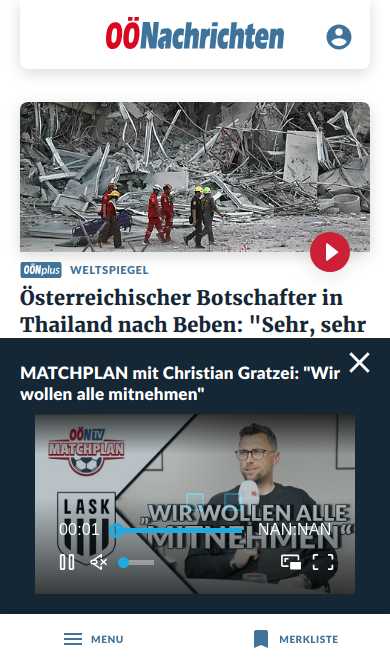 OÖNachrichten
OÖNplus WELTSPIEGEL
Österreichischer Botschafter in
Thailand nach Beben: "Sehr, sehr
MATCHPLAN mit Christian Gratzei: "Wir
wollen alle mitnehmen"
OÖN TV
MATCHPLAN
LASK
„WIR WOLLEN ALLE
MITNEHMEN"
00:01
NAN:NAN
MENU
MERKLISTE